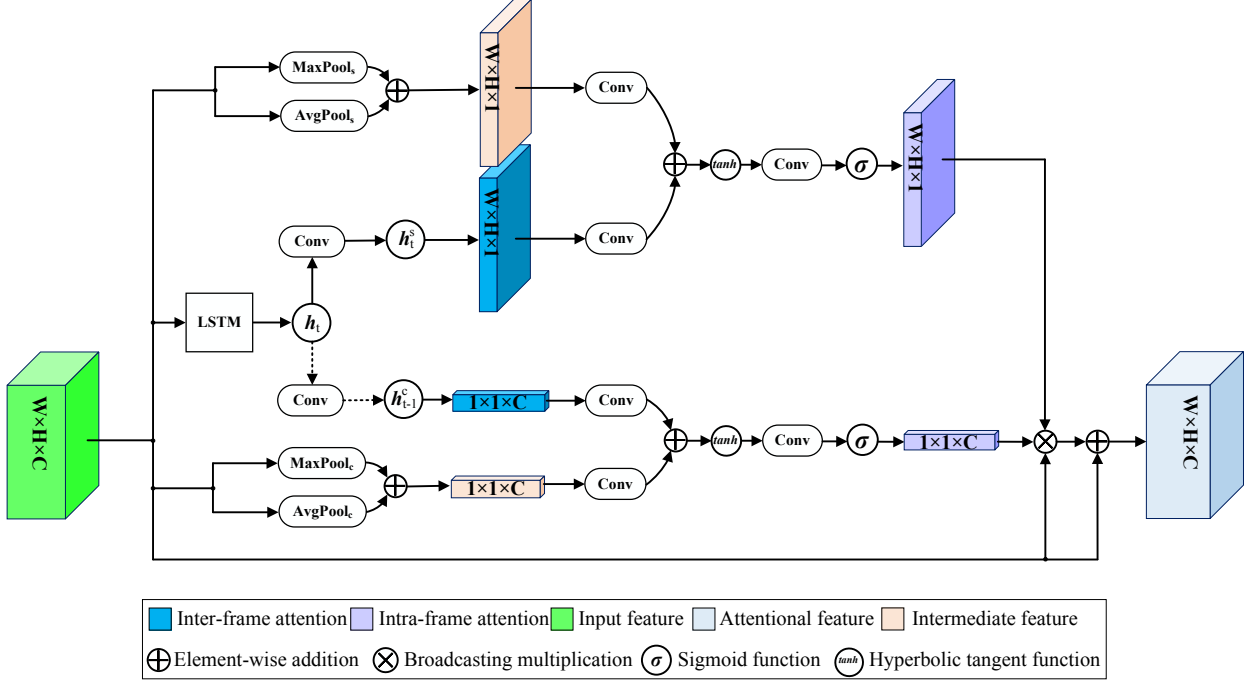 MaxPoolₛ
AvgPoolₛ
W×H×1
Conv
tanh
Conv
σ
W×H×1
W×H×1
Conv
Conv
hₜˢ
LSTM
hₜ
Conv
hₜ₋₁ᶜ
1×1×C
Conv
W×H×C
MaxPool꜀
AvgPool꜀
1×1×C
Conv
tanh
Conv
σ
1×1×C
W×H×C
Inter-frame attention Intra-frame attention Input feature Attentional feature Intermediate feature
Element-wise addition Broadcasting multiplication σ Sigmoid function tanh Hyperbolic tangent function